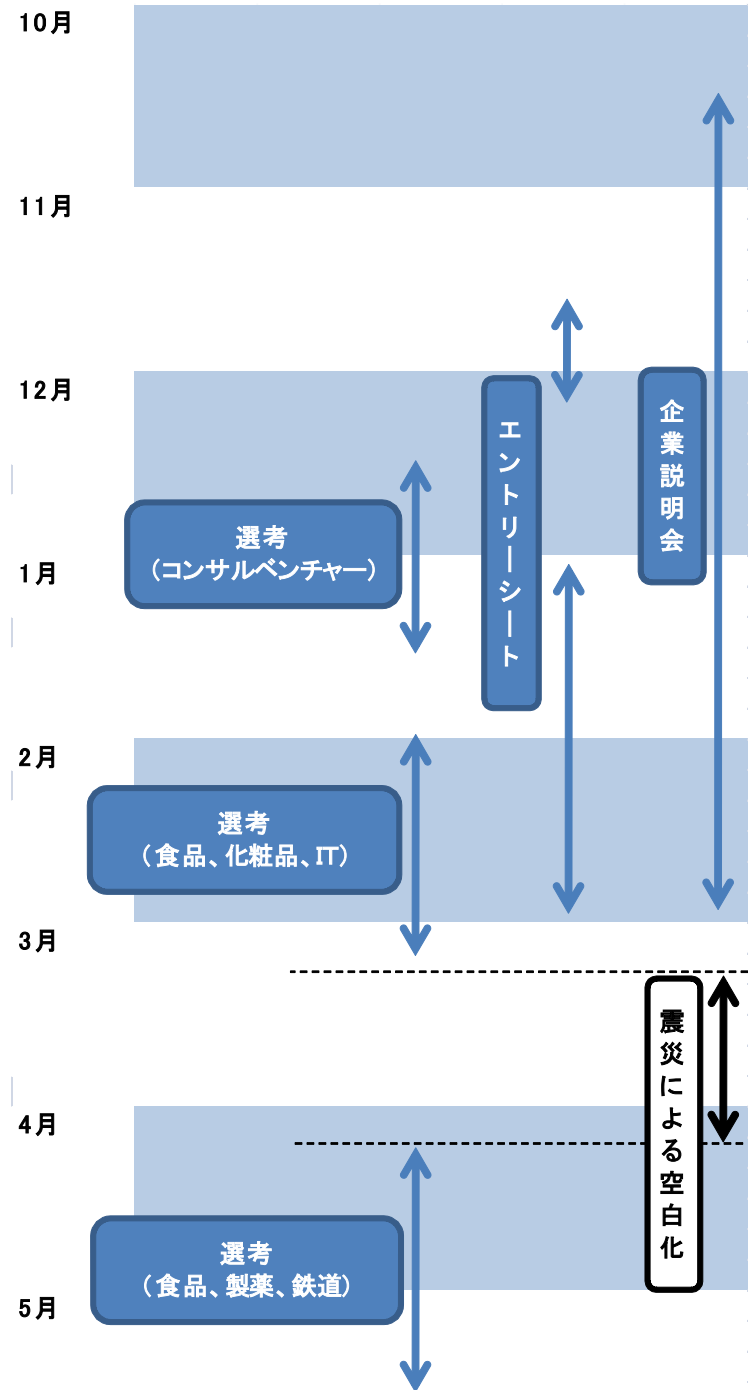 10月
11月
12月
企業説明会
エントリーシート
選考
（コンサルベンチャー）
1月
2月
選考
（食品、化粧品、IT）
3月
震災による空白化
4月
選考
（食品、製薬、鉄道）
5月